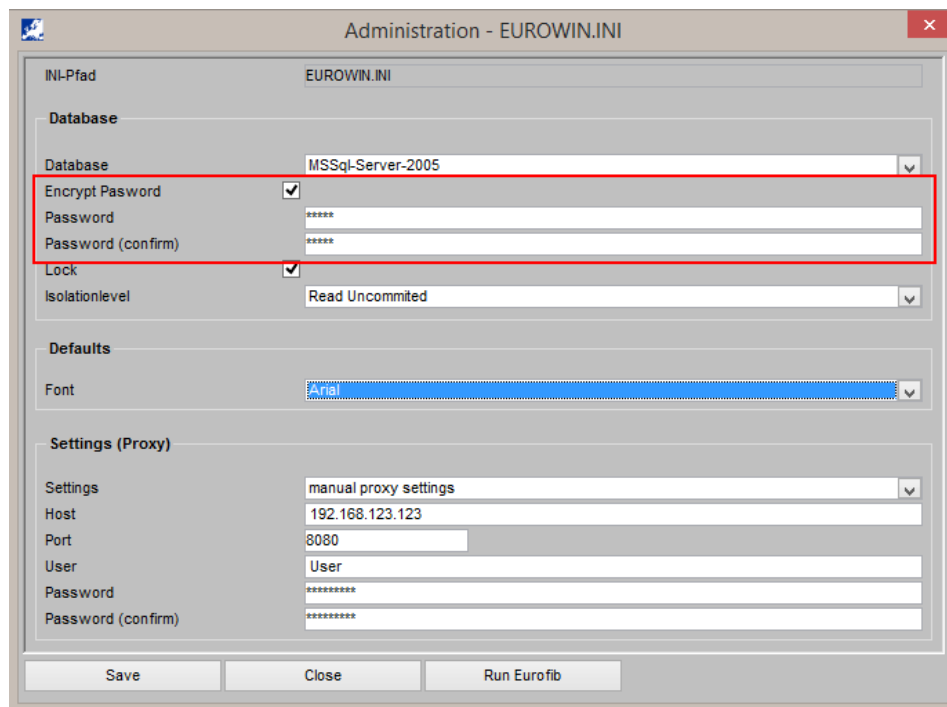 Administration - EUROWIN.INI
INI-Pfad EUROWIN.INI
Database
Database MSSql-Server-2005
Encrypt Pasword
Password *****
Password (confirm) *****
Lock
Isolationlevel Read Uncommited
Defaults
Font Arial
Settings (Proxy)
Settings manual proxy settings
Host 192.168.123.123
Port 8080
User User
Password *********
Password (confirm) *********
Save Close Run Eurofib